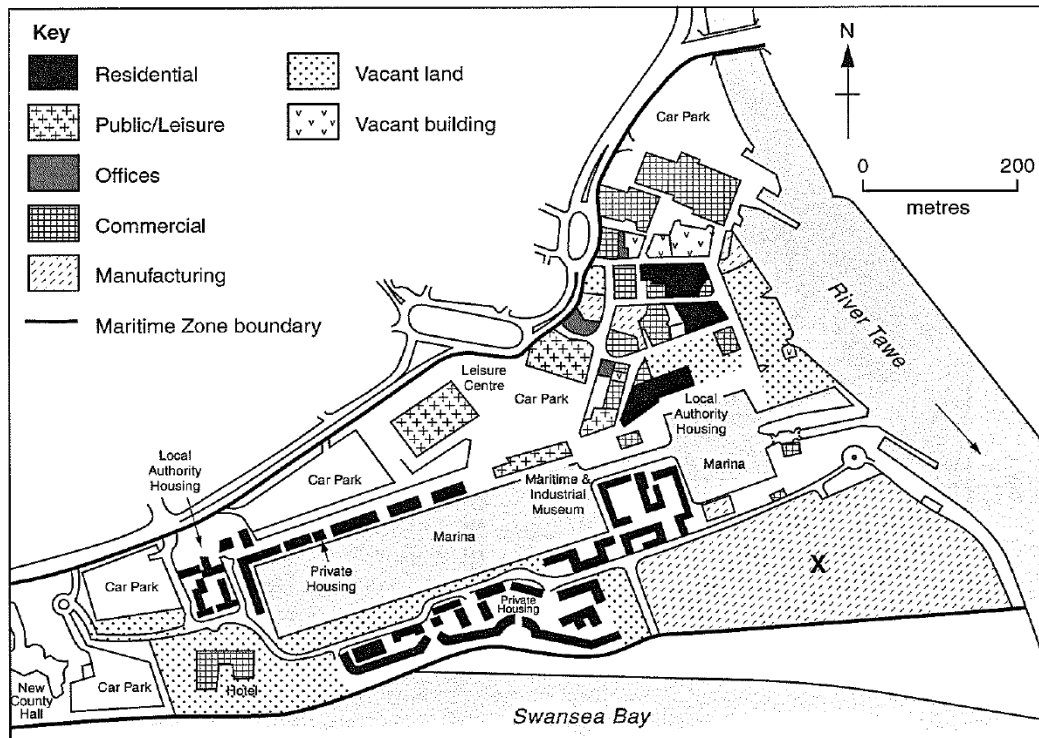 Key
Residential
Public/Leisure
Offices
Commercial
Manufacturing
Maritime Zone boundary
Vacant land
Vacant building
N
0 200
metres
Car Park
River Tawe
Leisure
Centre
Car Park
Local
Authority
Housing
Local
Authority
Housing
Car Park
Marina
Maritime &
Industrial
Museum
Marina
Private
Housing
X
Car Park
Private
Housing
New
County
Hall
Car Park
Hotel
Swansea Bay